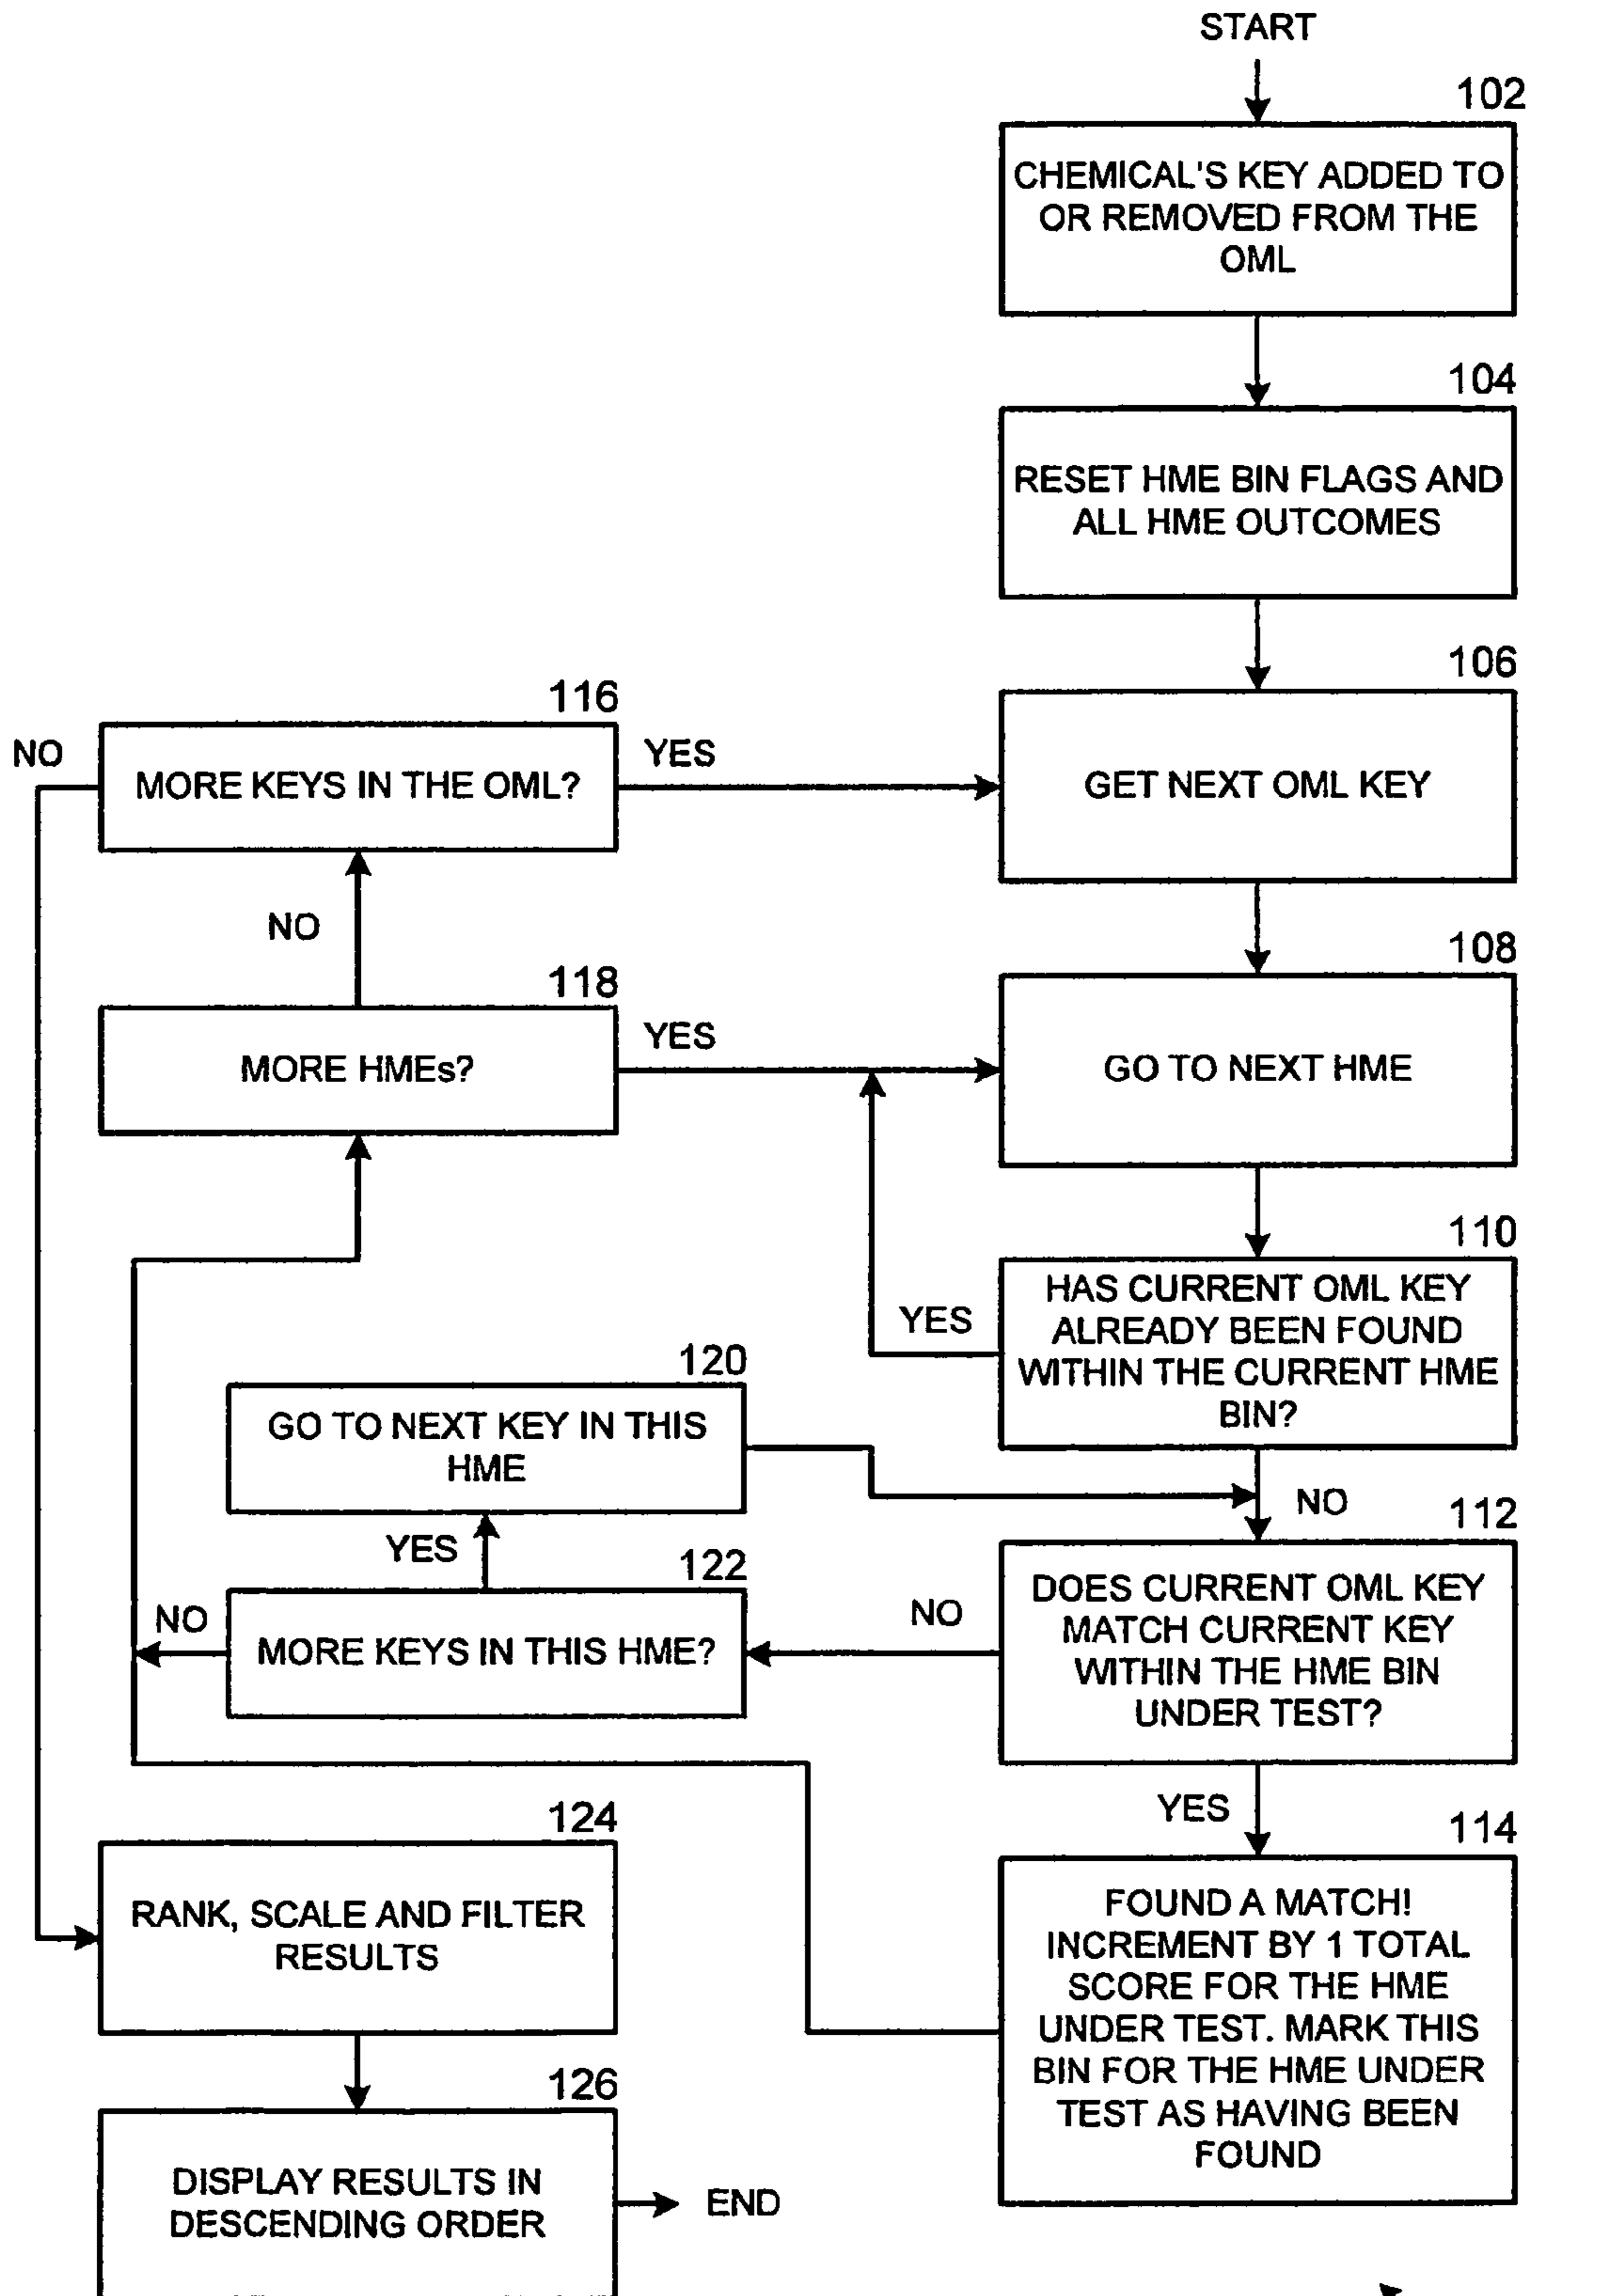 START
102
CHEMICAL'S KEY ADDED TO
OR REMOVED FROM THE
OML
104
RESET HME BIN FLAGS AND
ALL HME OUTCOMES
106
GET NEXT OML KEY
116
NO
MORE KEYS IN THE OML?
YES
NO
108
GO TO NEXT HME
118
MORE HMEs?
YES
110
HAS CURRENT OML KEY
ALREADY BEEN FOUND
WITHIN THE CURRENT HME
BIN?
YES
NO
120
GO TO NEXT KEY IN THIS
HME
YES
122
MORE KEYS IN THIS HME?
NO
NO
112
DOES CURRENT OML KEY
MATCH CURRENT KEY
WITHIN THE HME BIN
UNDER TEST?
YES
114
FOUND A MATCH!
INCREMENT BY 1 TOTAL
SCORE FOR THE HME
UNDER TEST. MARK THIS
BIN FOR THE HME UNDER
TEST AS HAVING BEEN
FOUND
124
RANK, SCALE AND FILTER
RESULTS
126
DISPLAY RESULTS IN
DESCENDING ORDER
END